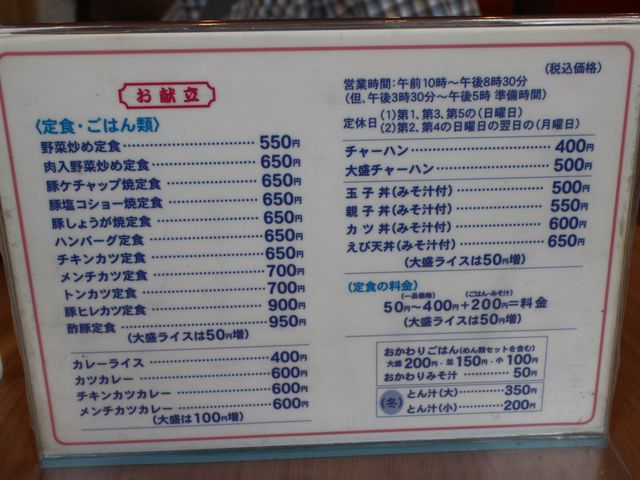 お献立
〈定食・ごはん類〉
野菜炒め定食 550円
肉入野菜炒め定食 650円
豚ケチャップ焼定食 650円
豚塩コショー焼定食 650円
豚しょうが焼定食 650円
ハンバーグ定食 650円
チキンカツ定食 650円
メンチカツ定食 700円
トンカツ定食 700円
豚ヒレカツ定食 900円
酢豚定食 950円
(大盛ライスは50円増)
カレーライス 400円
カツカレー 600円
チキンカツカレー 600円
メンチカツカレー 600円
(大盛は100円増)
(税込価格)
営業時間:午前10時〜午後8時30分
(但、午後3時30分〜午後5時 準備時間)
定休日 (1)第1、第3、第5の(日曜日)
(2)第2、第4の日曜日の翌日の(月曜日)
チャーハン 400円
大盛チャーハン 500円
玉子丼(みそ汁付) 500円
親子丼(みそ汁付) 550円
カツ丼(みそ汁付) 600円
えび天丼(みそ汁付) 650円
(大盛ライスは50円増)
〈定食の料金〉
(一品価格) (ごはん・みそ汁)
50円〜400円+200円=料金
(大盛ライスは50円増)
おかわりごはん(めん類セットを含む)
大盛200円・並150円・小100円
おかわりみそ汁 50円
(冬) とん汁(大) 350円
とん汁(小) 200円